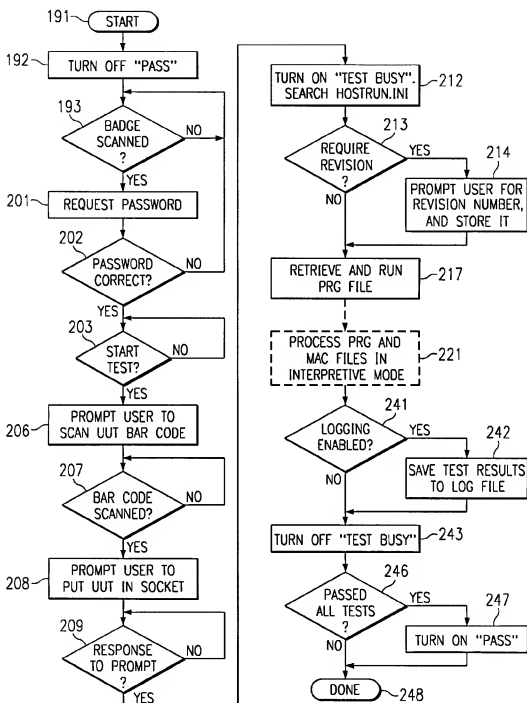 191
START
192
TURN OFF "PASS"
193
BADGE
SCANNED
?
NO
YES
201
REQUEST PASSWORD
202
PASSWORD
CORRECT?
NO
YES
203
START
TEST?
NO
YES
206
PROMPT USER TO
SCAN UUT BAR CODE
207
BAR CODE
SCANNED?
NO
YES
208
PROMPT USER TO
PUT UUT IN SOCKET
209
RESPONSE
TO PROMPT
?
NO
YES
TURN ON "TEST BUSY".
SEARCH HOSTRUN.INI
212
213
REQUIRE
REVISION
?
YES
NO
214
PROMPT USER FOR
REVISION NUMBER,
AND STORE IT
RETRIEVE AND RUN
PRG FILE
217
PROCESS PRG AND
MAC FILES IN
INTERPRETIVE MODE
221
241
LOGGING
ENABLED?
YES
NO
242
SAVE TEST RESULTS
TO LOG FILE
TURN OFF "TEST BUSY"
243
246
PASSED
ALL TESTS
?
YES
NO
247
TURN ON "PASS"
DONE
248